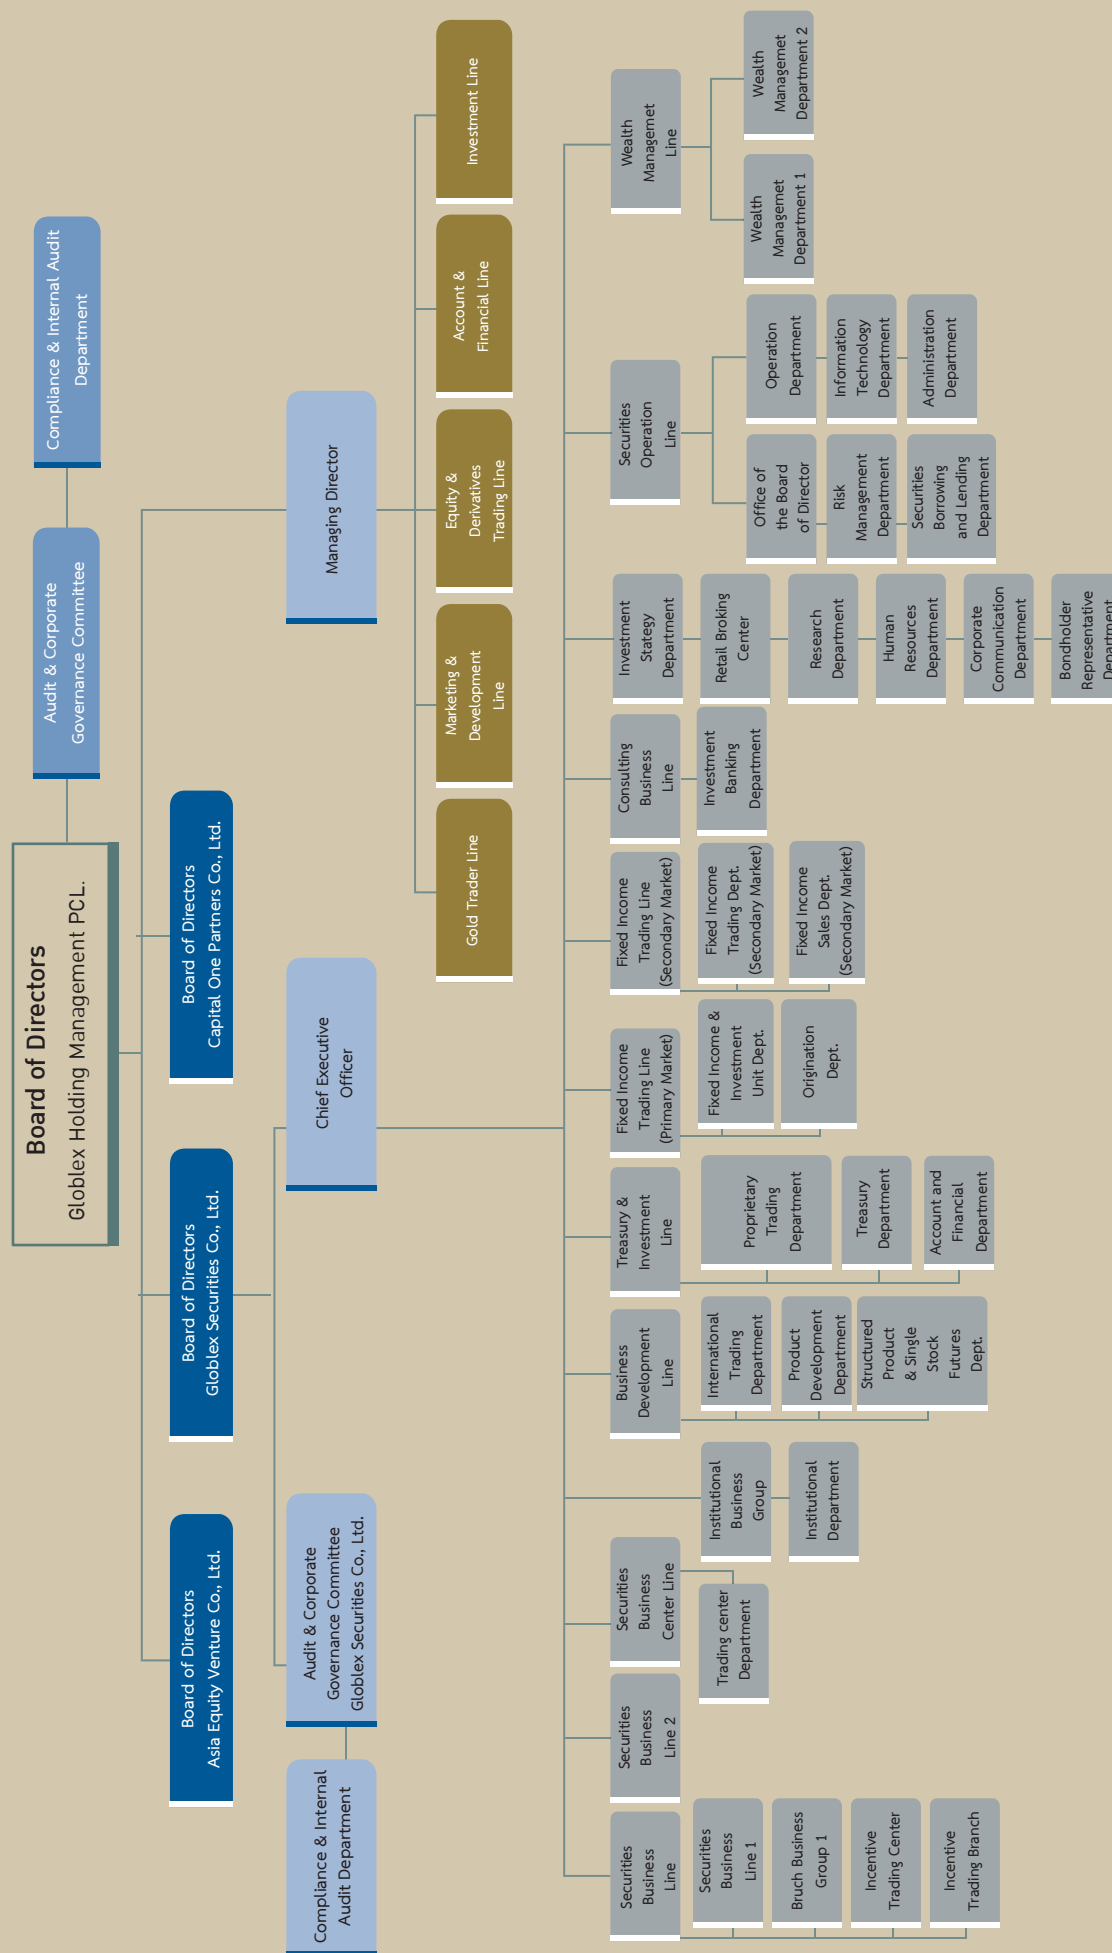 Board of Directors
Globlex Holding Management PCL.
Audit & Corporate
Governance Committee
Compliance & Internal Audit
Department
Board of Directors
Asia Equity Venture Co., Ltd.
Board of Directors
Globlex Securities Co., Ltd.
Board of Directors
Capital One Partners Co., Ltd.
Compliance & Internal
Audit Department
Audit & Corporate
Governance Committee
Globlex Securities Co., Ltd.
Chief Executive
Officer
Managing Director
Gold Trader Line
Marketing &
Development
Line
Equity &
Derivatives
Trading Line
Account &
Financial Line
Investment Line
Securities
Business
Line
Securities
Business
Line 1
Bruch Business
Group 1
Incentive
Trading Center
Incentive
Trading Branch
Securities
Business
Line 2
Securities
Business
Center Line
Trading center
Department
Institutional
Business
Group
Institutional
Department
Business
Development
Line
International
Trading
Department
Product
Development
Department
Structured
Product
& Single
Stock
Futures
Dept.
Treasury &
Investment
Line
Proprietary
Trading
Department
Treasury
Department
Account and
Financial
Department
Fixed Income
Trading Line
(Primary Market)
Fixed Income &
Investment
Unit Dept.
Origination
Dept.
Fixed Income
Trading Line
(Secondary Market)
Fixed Income
Trading Dept.
(Secondary Market)
Fixed Income
Sales Dept.
(Secondary Market)
Consulting
Business
Line
Investment
Banking
Department
Investment
Stategy
Department
Retail Broking
Center
Research
Department
Human
Resources
Department
Corporate
Communication
Department
Bondholder
Representative
Department
Securities
Operation
Line
Office of
the Board
of Director
Risk
Management
Department
Securities
Borrowing
and Lending
Department
Operation
Department
Information
Technology
Department
Administration
Department
Wealth
Managemet
Line
Wealth
Managemet
Department 1
Wealth
Managemet
Department 2